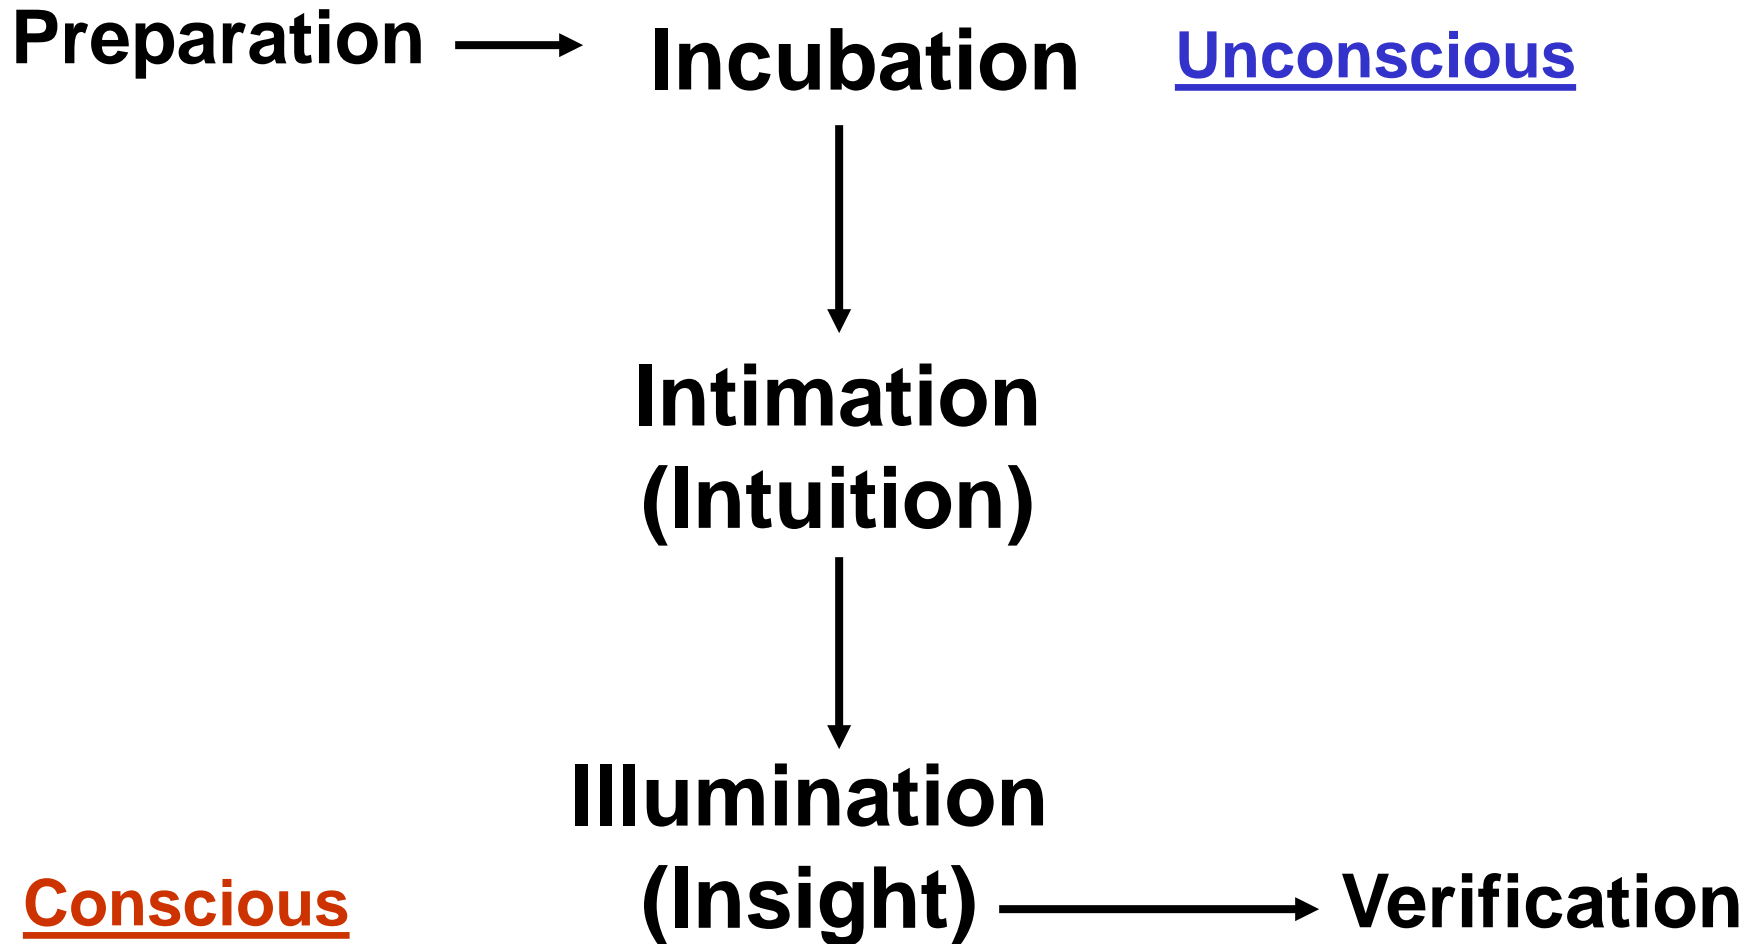 Preparation
Incubation
Unconscious
Intimation
(Intuition)
Illumination
(Insight)
Conscious
Verification